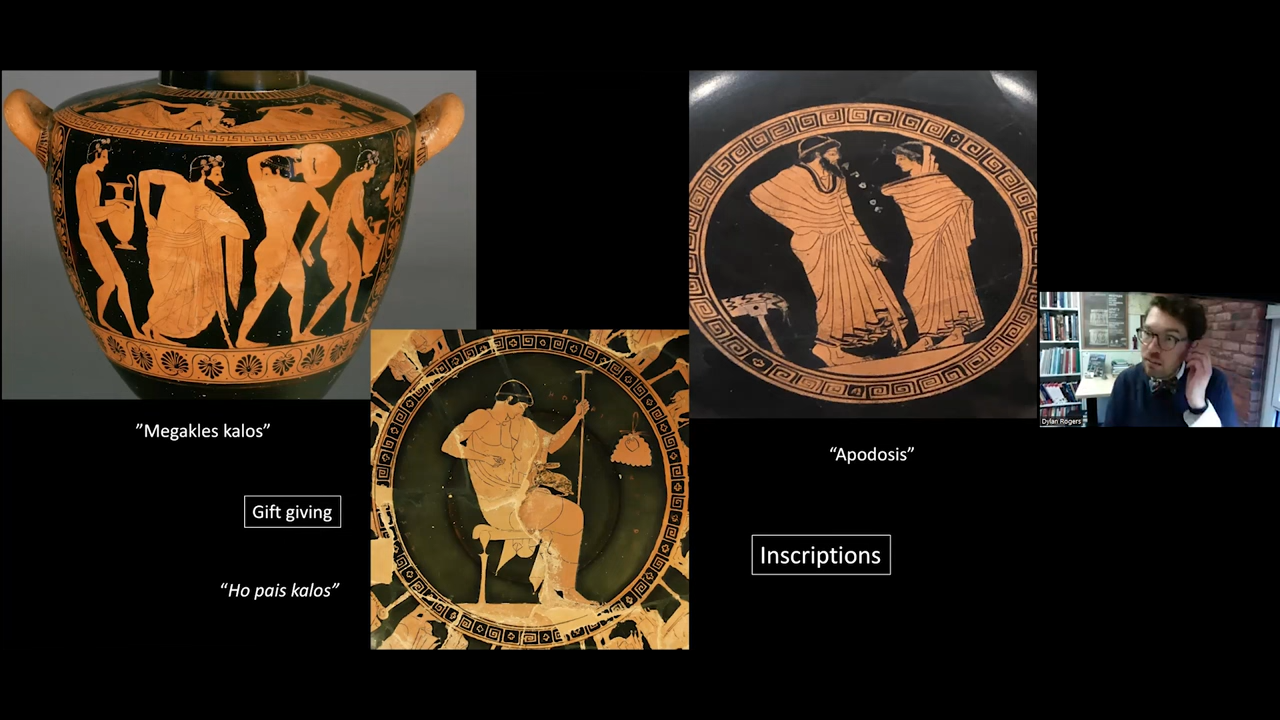 ”Megakles kalos”
Gift giving
“Ho pais kalos”
“Apodosis”
Inscriptions
Dylan Rogers